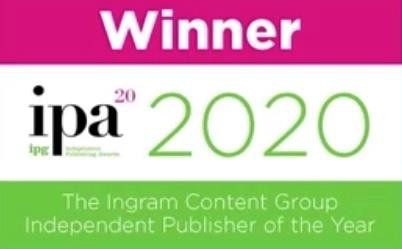 Winner
ipa 20
ipg Independent
Publishing Awards
2020
The Ingram Content Group
Independent Publisher of the Year